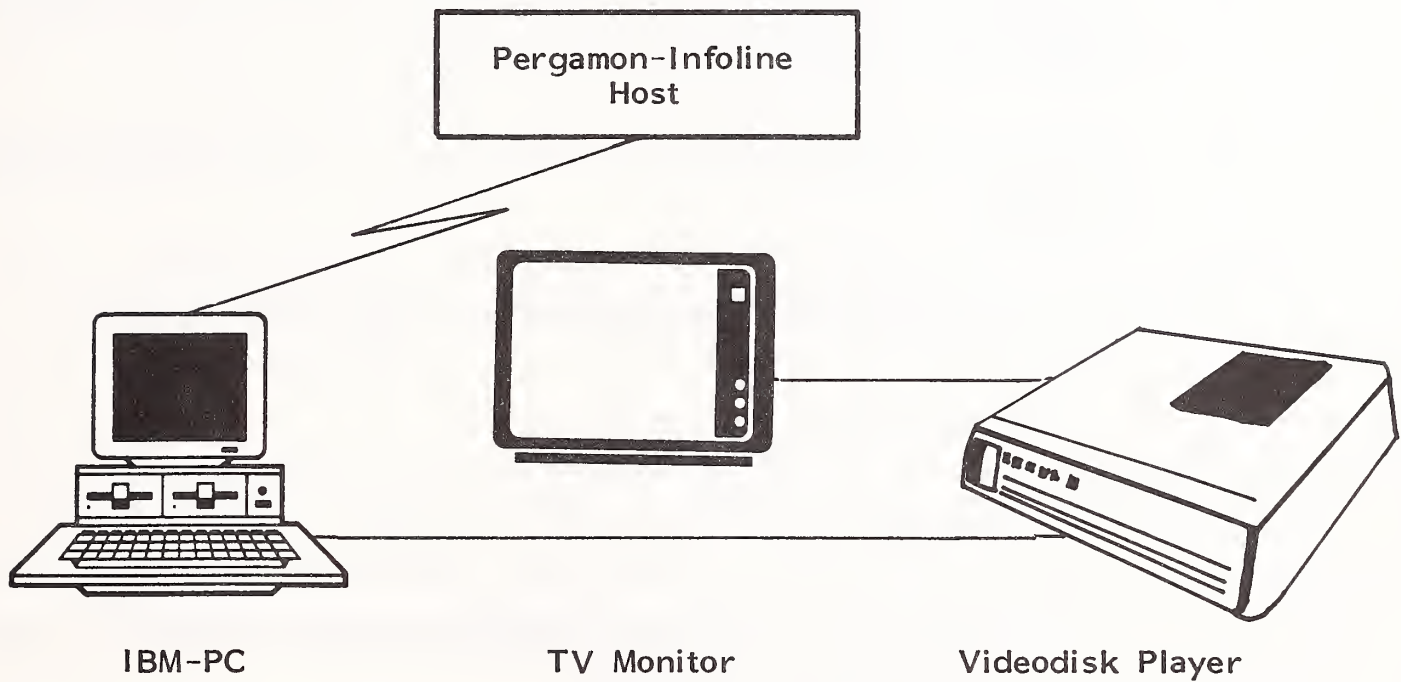 Pergamon-Infoline
Host
IBM-PC
TV Monitor
Videodisk Player